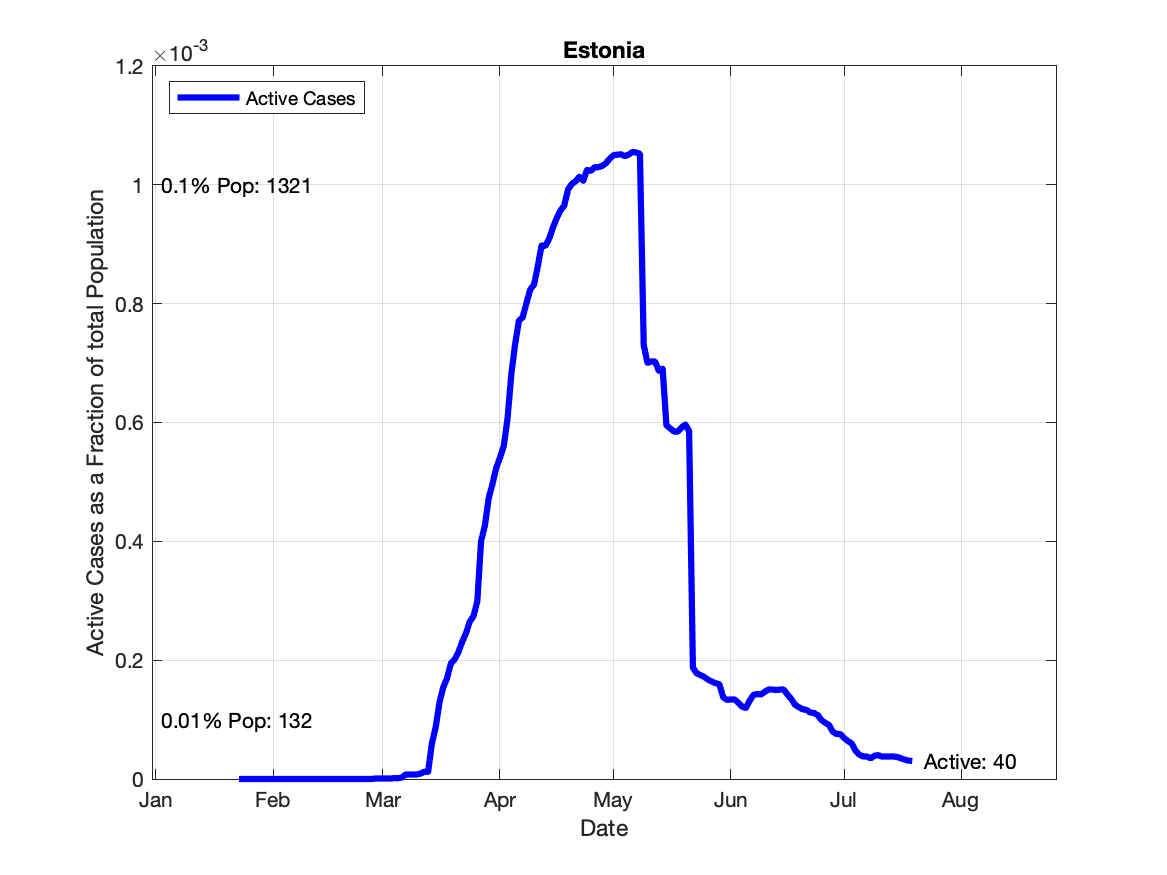 Estonia
×10-3
1.2
Active Cases
1
0.1% Pop: 1321
0.8
0.6
0.4
0.2
0.01% Pop: 132
0
Active: 40
Jan Feb Mar Apr May Jun Jul Aug
Date
Active Cases as a Fraction of total Population